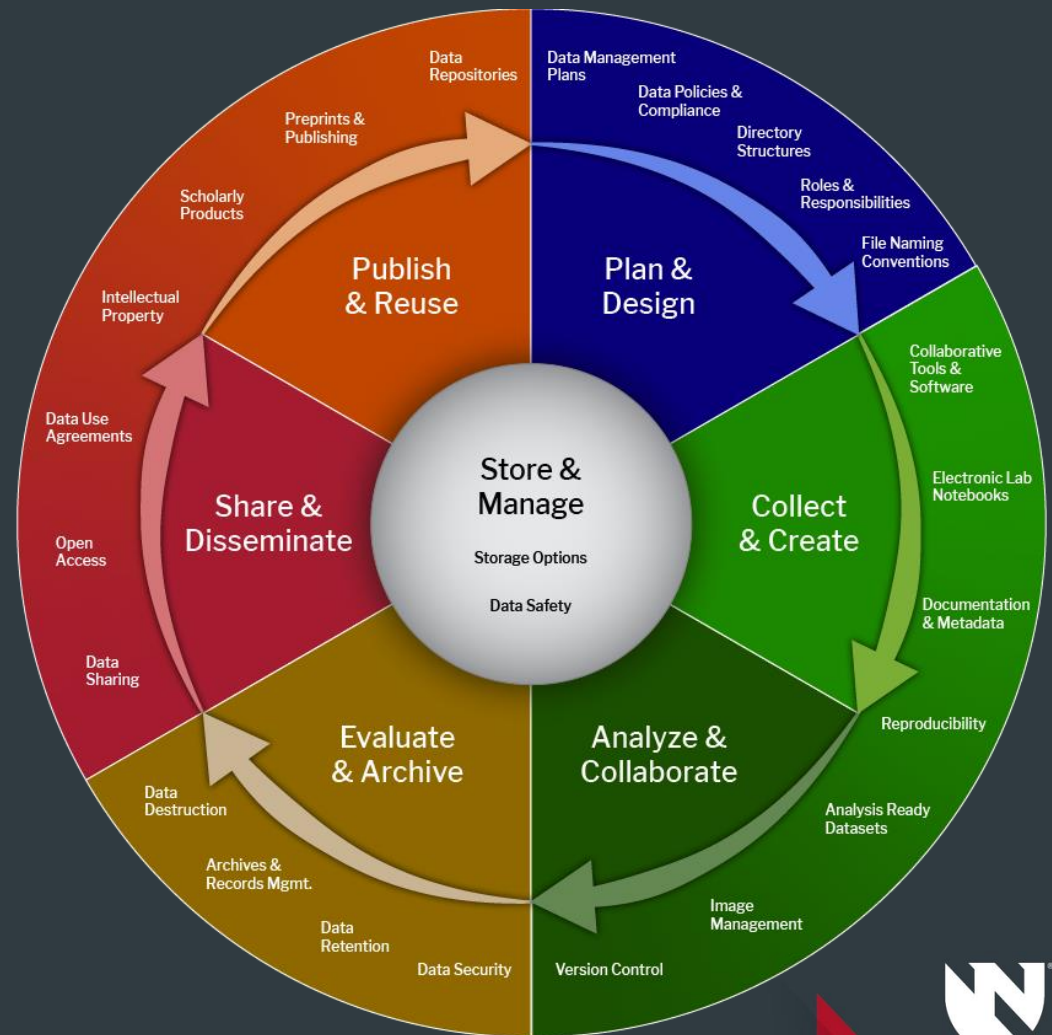 Data
Repositories
Data Management
Plans
Data Policies &
Compliance
Directory
Structures
Roles &
Responsibilities
File Naming
Conventions
Preprints &
Publishing
Scholarly
Products
Intellectual
Property
Publish
& Reuse
Plan &
Design
Collaborative
Tools &
Software
Electronic Lab
Notebooks
Documentation
& Metadata
Reproducibility
Analysis Ready
Datasets
Image
Management
Version Control
Collect
& Create
Store &
Manage
Storage Options
Data Safety
Share &
Disseminate
Data Use
Agreements
Open
Access
Data
Sharing
Evaluate
& Archive
Analyze &
Collaborate
Data
Destruction
Archives &
Records Mgmt.
Data
Retention
Data Security
N